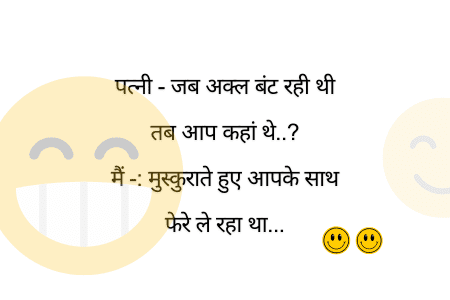 पत्नी - जब अक्ल बंट रही थी
तब आप कहां थे..?
मैं -: मुस्कुराते हुए आपके साथ
फेरे ले रहा था...